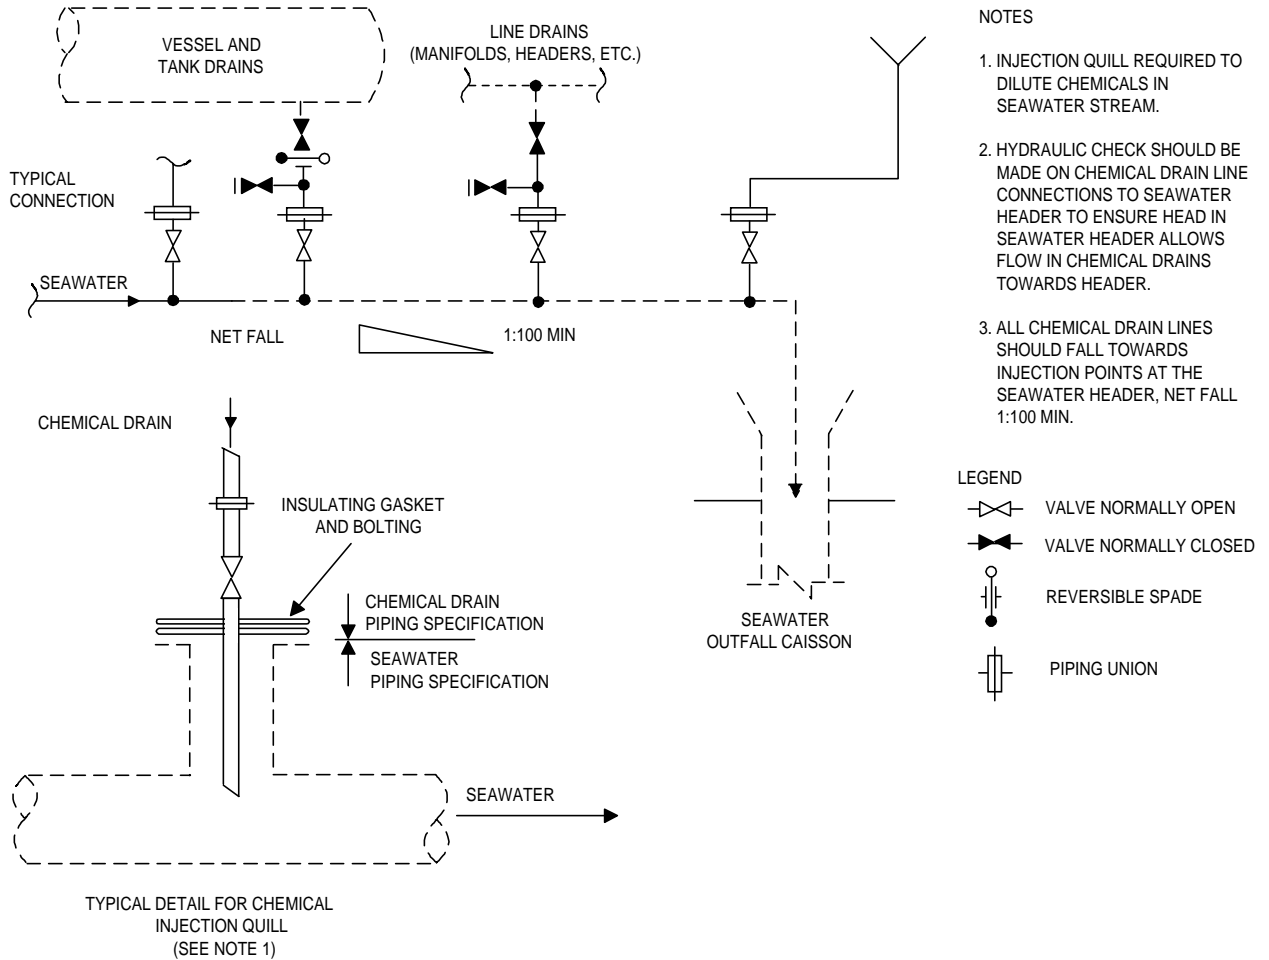 VESSEL AND
TANK DRAINS
LINE DRAINS
(MANIFOLDS, HEADERS, ETC.)
TYPICAL
CONNECTION
SEAWATER
NET FALL
1:100 MIN
CHEMICAL DRAIN
INSULATING GASKET
AND BOLTING
CHEMICAL DRAIN
PIPING SPECIFICATION
SEAWATER
PIPING SPECIFICATION
SEAWATER
OUTFALL CAISSON
SEAWATER
TYPICAL DETAIL FOR CHEMICAL
INJECTION QUILL
(SEE NOTE 1)
NOTES
1. INJECTION QUILL REQUIRED TO
DILUTE CHEMICALS IN
SEAWATER STREAM.
2. HYDRAULIC CHECK SHOULD BE
MADE ON CHEMICAL DRAIN LINE
CONNECTIONS TO SEAWATER
HEADER TO ENSURE HEAD IN
SEAWATER HEADER ALLOWS
FLOW IN CHEMICAL DRAINS
TOWARDS HEADER.
3. ALL CHEMICAL DRAIN LINES
SHOULD FALL TOWARDS
INJECTION POINTS AT THE
SEAWATER HEADER, NET FALL
1:100 MIN.
LEGEND
VALVE NORMALLY OPEN
VALVE NORMALLY CLOSED
REVERSIBLE SPADE
PIPING UNION